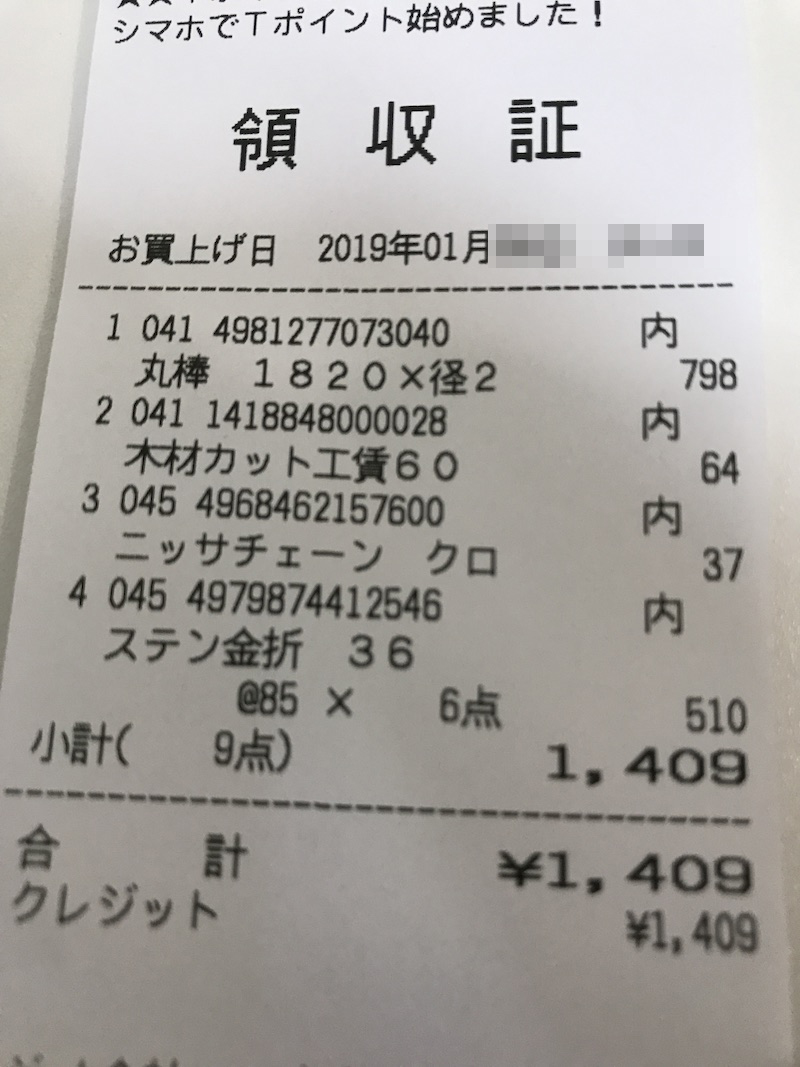 シマホでTポイント始めました！
領収証
お買上げ日 2019年01月
1 041 4981277073040 内
丸棒 １８２０×径２ 798
2 041 1418848000028 内
木材カット工賃６０ 64
3 045 4968462157600 内
ニッサチェーン クロ 37
4 045 4979874412546 内
ステン金折 ３６
@85 × 6点 510
小計( 9点) 1,409
合計 ¥1,409
クレジット ¥1,409